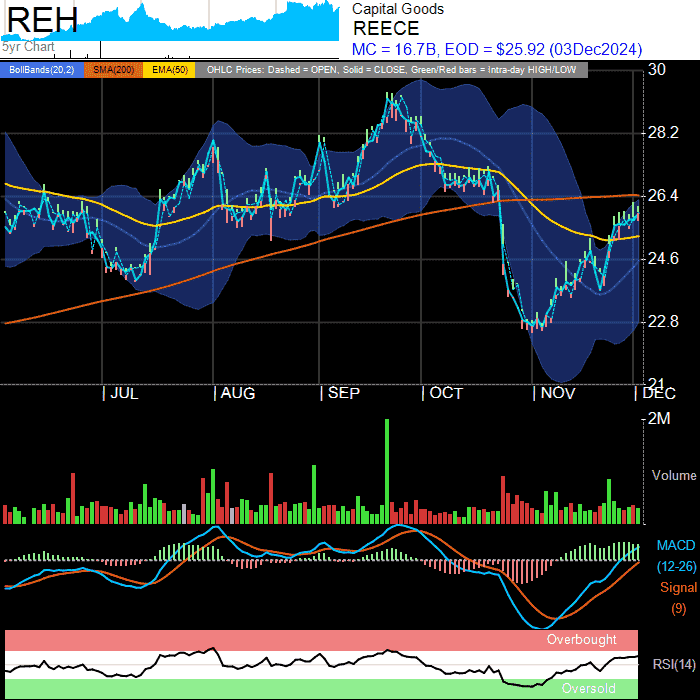 REH
5yr Chart
Capital Goods
REECE
MC = 16.7B, EOD = $25.92 (03Dec2024)
BollBands(20,2) SMA(200) EMA(50) OHLC Prices: Dashed = OPEN, Solid = CLOSE, Green/Red bars = Intra-day HIGH/LOW
30
28.2
26.4
24.6
22.8
21
JUL AUG SEP OCT NOV DEC
2M
Volume
MACD
(12-26)
Signal
(9)
Overbought
RSI(14)
Oversold